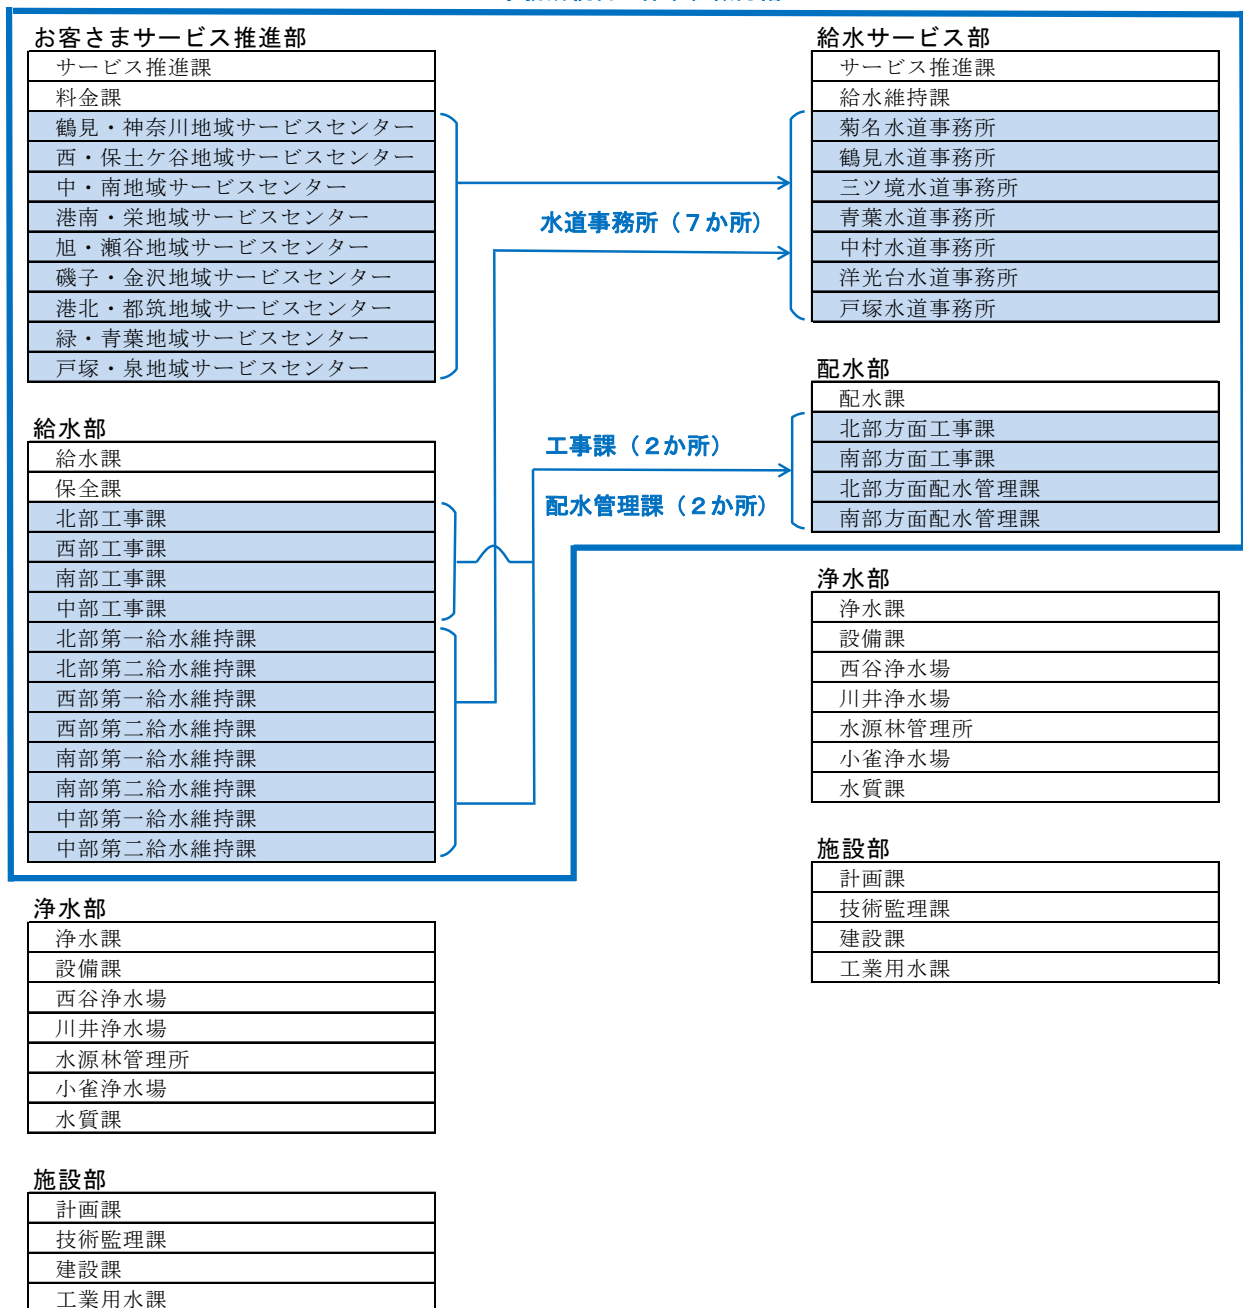 お客さまサービス推進部
サービス推進課
料金課
鶴見・神奈川地域サービスセンター
西・保土ケ谷地域サービスセンター
中・南地域サービスセンター
港南・栄地域サービスセンター
旭・瀬谷地域サービスセンター
磯子・金沢地域サービスセンター
港北・都筑地域サービスセンター
緑・青葉地域サービスセンター
戸塚・泉地域サービスセンター
給水部
給水課
保全課
北部工事課
西部工事課
南部工事課
中部工事課
北部第一給水維持課
北部第二給水維持課
西部第一給水維持課
西部第二給水維持課
南部第一給水維持課
南部第二給水維持課
中部第一給水維持課
中部第二給水維持課
浄水部
浄水課
設備課
西谷浄水場
川井浄水場
水源林管理所
小雀浄水場
水質課
施設部
計画課
技術監理課
建設課
工業用水課
水道事務所（７か所）
工事課（２か所）
配水管理課（２か所）
給水サービス部
サービス推進課
給水維持課
菊名水道事務所
鶴見水道事務所
三ツ境水道事務所
青葉水道事務所
中村水道事務所
洋光台水道事務所
戸塚水道事務所
配水部
配水課
北部方面工事課
南部方面工事課
北部方面配水管理課
南部方面配水管理課
浄水部
浄水課
設備課
西谷浄水場
川井浄水場
水源林管理所
小雀浄水場
水質課
施設部
計画課
技術監理課
建設課
工業用水課